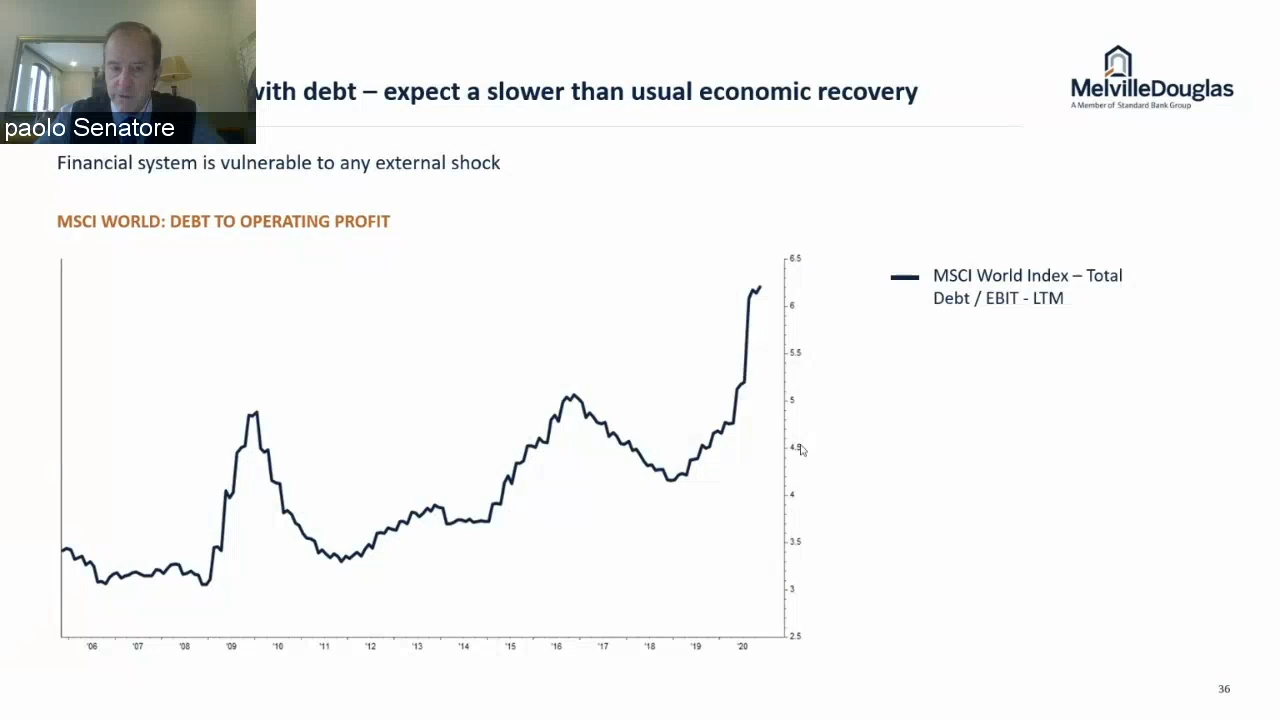 paolo Senatore
with debt – expect a slower than usual economic recovery
MelvilleDouglas
A Member of Standard Bank Group
Financial system is vulnerable to any external shock
MSCI WORLD: DEBT TO OPERATING PROFIT
MSCI World Index – Total
Debt / EBIT - LTM
6.5
6
5.5
5
4.5
4
3.5
3
2.5
'06 '07 '08 '09 '10 '11 '12 '13 '14 '15 '16 '17 '18 '19 '20
36